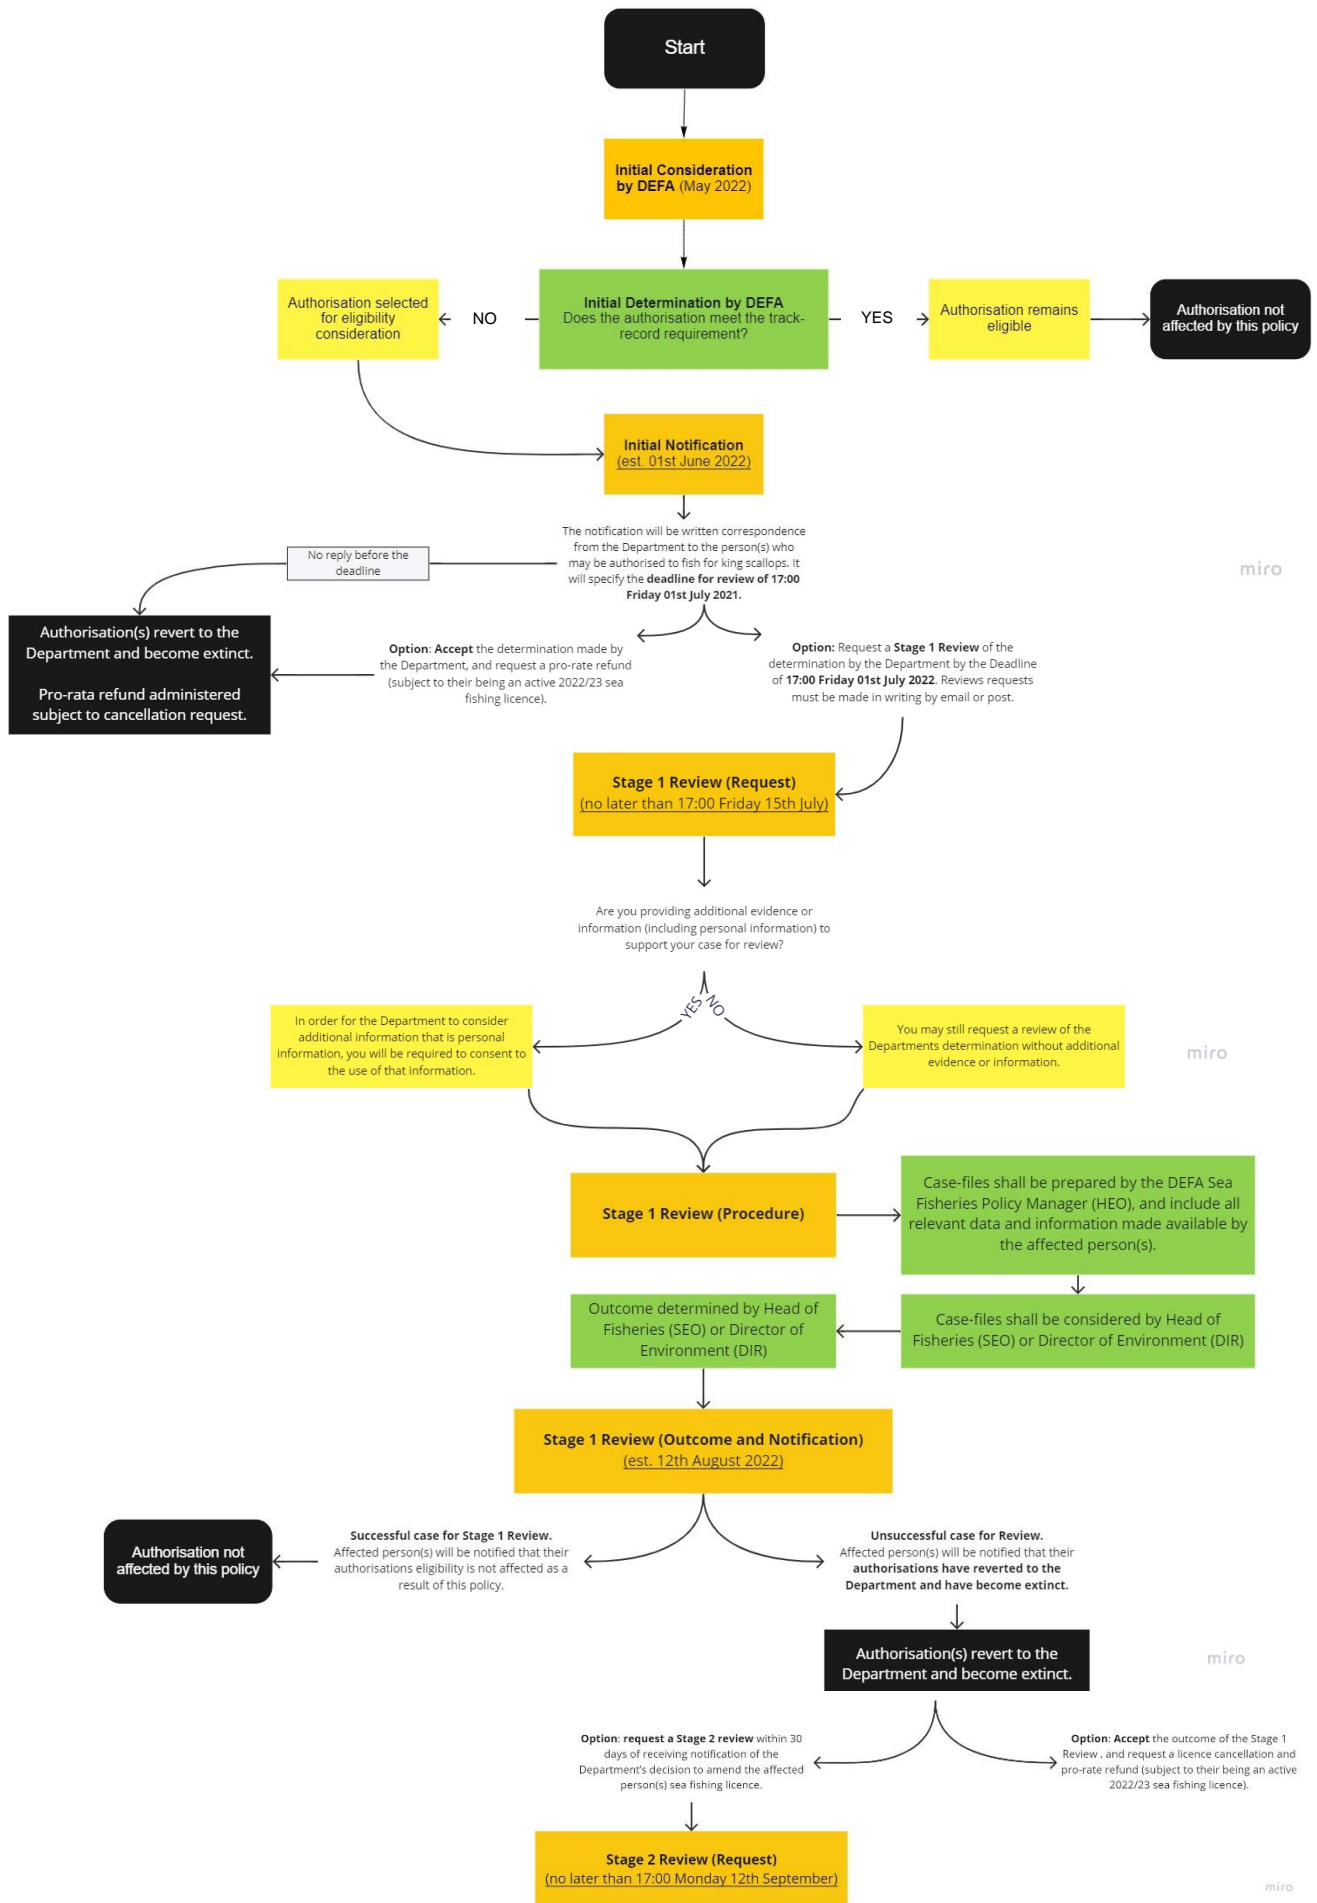 Start
Initial Consideration
by DEFA (May 2022)
Authorisation selected
for eligibility
consideration
NO
Initial Determination by DEFA
Does the authorisation meet the track-
record requirement?
YES
Authorisation remains
eligible
Authorisation not
affected by this policy
Initial Notification
(est. 01st June 2022)
The notification will be written correspondence
from the Department to the person(s) who
may be authorised to fish for king scallops. It
will specify the deadline for review of 17:00
Friday 01st July 2021.
No reply before the
deadline
miro
Authorisation(s) revert to the
Department and become extinct.
Pro-rata refund administered
subject to cancellation request.
Option: Accept the determination made by
the Department, and request a pro-rate refund
(subject to their being an active 2022/23 sea
fishing licence).
Option: Request a Stage 1 Review of the
determination by the Department by the Deadline
of 17:00 Friday 01st July 2022. Reviews requests
must be made in writing by email or post.
Stage 1 Review (Request)
(no later than 17:00 Friday 15th July)
Are you providing additional evidence or
information (including personal information) to
support your case for review?
YES
NO
In order for the Department to consider
additional information that is personal
information, you will be required to consent to
the use of that information.
You may still request a review of the
Departments determination without additional
evidence or information.
miro
Stage 1 Review (Procedure)
Case-files shall be prepared by the DEFA Sea
Fisheries Policy Manager (HEO), and include all
relevant data and information made available by
the affected person(s).
Outcome determined by Head of
Fisheries (SEO) or Director of
Environment (DIR)
Case-files shall be considered by Head of
Fisheries (SEO) or Director of Environment (DIR)
Stage 1 Review (Outcome and Notification)
(est. 12th August 2022)
Authorisation not
affected by this policy
Successful case for Stage 1 Review.
Affected person(s) will be notified that their
authorisations eligibility is not affected as a
result of this policy.
Unsuccessful case for Review.
Affected person(s) will be notified that their
authorisations have reverted to the
Department and have become extinct.
Authorisation(s) revert to the
Department and become extinct.
miro
Option: request a Stage 2 review within 30
days of receiving notification of the
Department's decision to amend the affected
person(s) sea fishing licence.
Option: Accept the outcome of the Stage 1
Review , and request a licence cancellation and
pro-rate refund (subject to their being an active
2022/23 sea fishing licence).
Stage 2 Review (Request)
(no later than 17:00 Monday 12th September)
miro